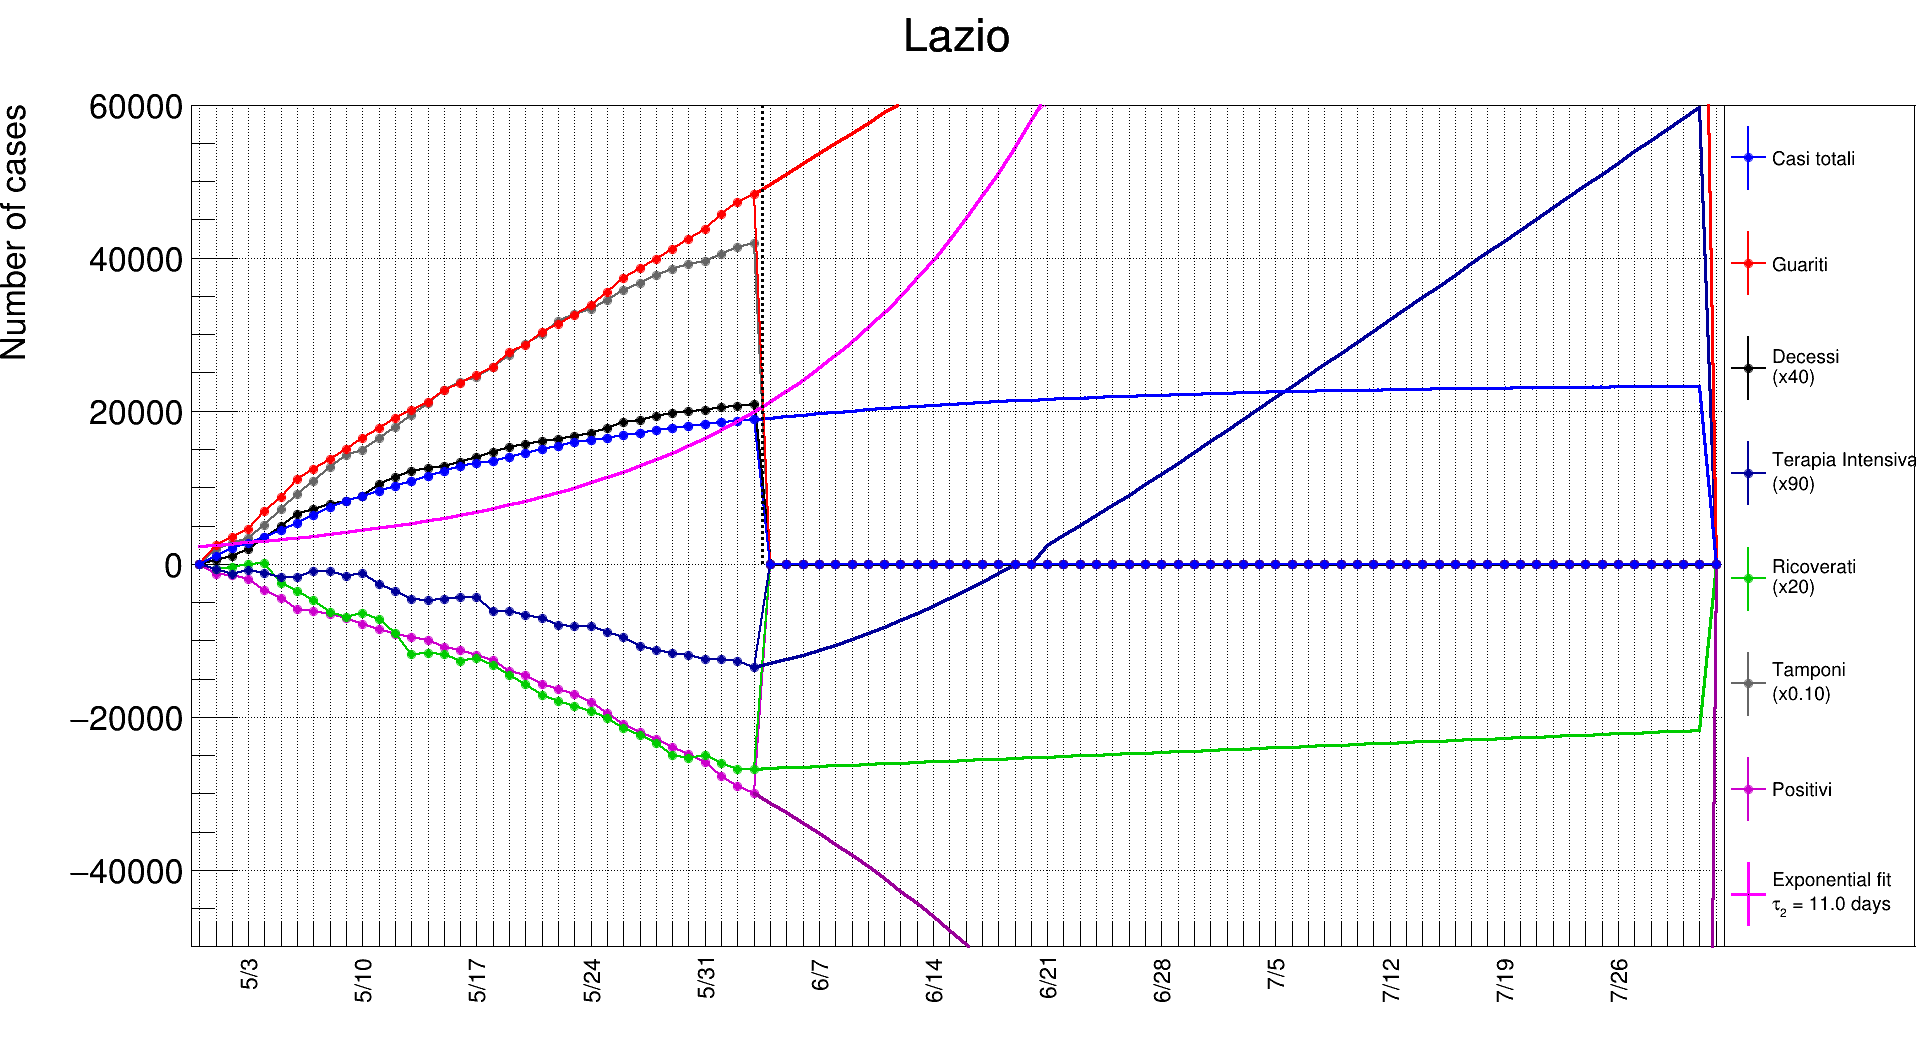 Lazio
Number of cases
60000
40000
20000
0
−20000
−40000
5/3
5/10
5/17
5/24
5/31
6/7
6/14
6/21
6/28
7/5
7/12
7/19
7/26
Casi totali
Guariti
Decessi
(x40)
Terapia Intensiva
(x90)
Ricoverati
(x20)
Tamponi
(x0.10)
Positivi
Exponential fit
τ2 = 11.0 days